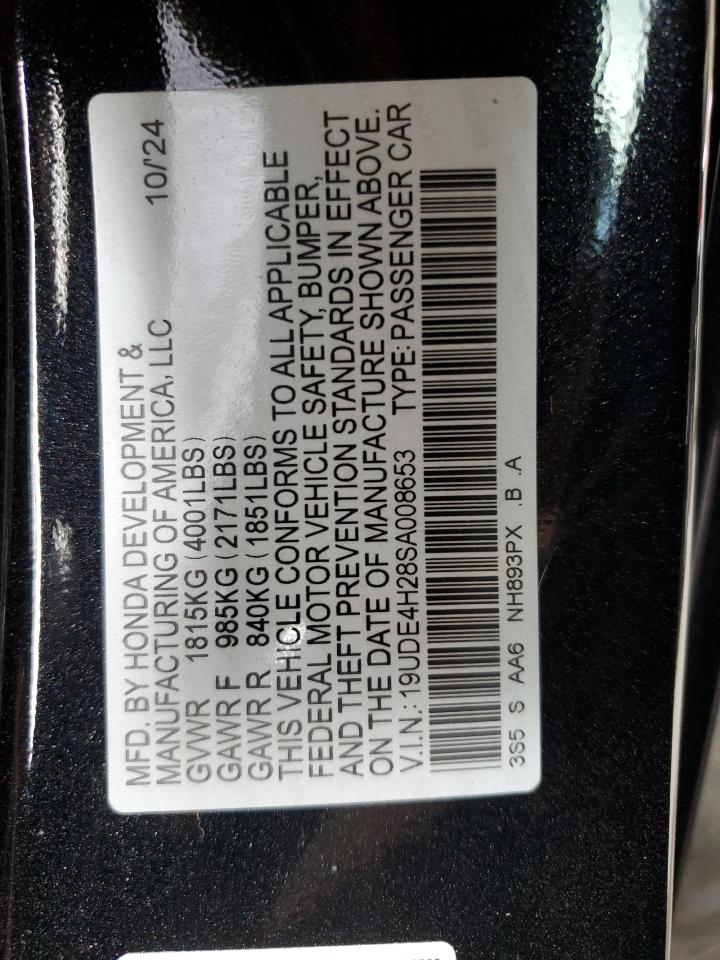 MFD. BY HONDA DEVELOPMENT &
MANUFACTURING OF AMERICA, LLC 10/'24
GVWR 1815KG (4001LBS)
GAWR F 985KG (2171LBS)
GAWR R 840KG (1851LBS)
THIS VEHICLE CONFORMS TO ALL APPLICABLE
FEDERAL MOTOR VEHICLE SAFETY, BUMPER,
AND THEFT PREVENTION STANDARDS IN EFFECT
ON THE DATE OF MANUFACTURE SHOWN ABOVE.
V.I.N.: 19UDE4H28SA008653 TYPE: PASSENGER CAR
3S5 S AA6 NH893PX .B .A